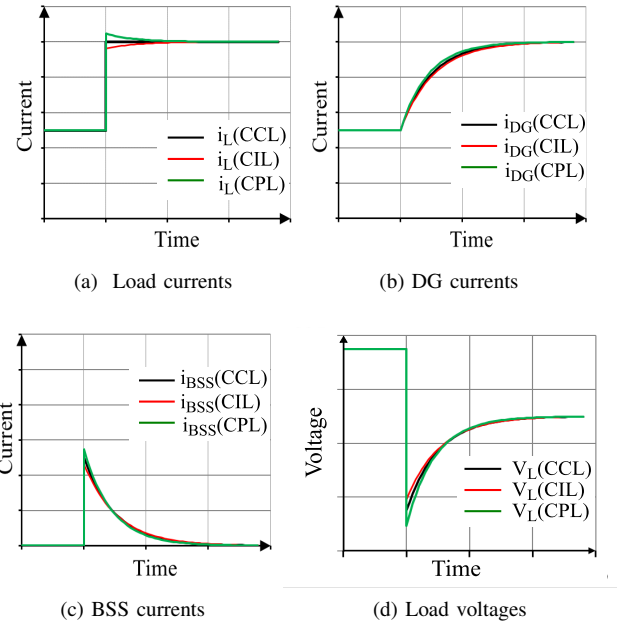 Current
i_L(CCL)
i_L(CIL)
i_L(CPL)
Time
(a) Load currents
Current
i_DG(CCL)
i_DG(CIL)
i_DG(CPL)
Time
(b) DG currents
Current
i_BSS(CCL)
i_BSS(CIL)
i_BSS(CPL)
Time
(c) BSS currents
Voltage
V_L(CCL)
V_L(CIL)
V_L(CPL)
Time
(d) Load voltages